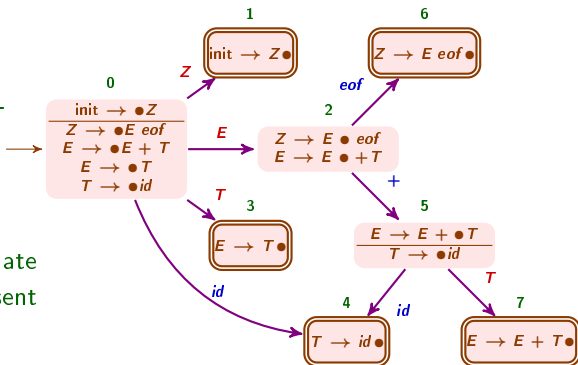 1
6
init → Z●
Z → E eof●
Z
eof
0
init → ●Z
Z → ●E eof
E → ●E + T
E → ●T
T → ●id
E
2
Z → E ● eof
E → E ● +T
+
T
3
E → T●
5
E → E + ●T
T → ●id
ate
sent
id
id
T
4
T → id●
7
E → E + T●